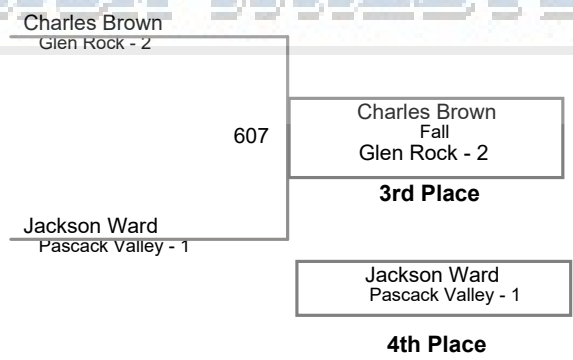 Charles Brown
Glen Rock - 2
607
Charles Brown
Fall
Glen Rock - 2
3rd Place
Jackson Ward
Pascack Valley - 1
Jackson Ward
Pascack Valley - 1
4th Place